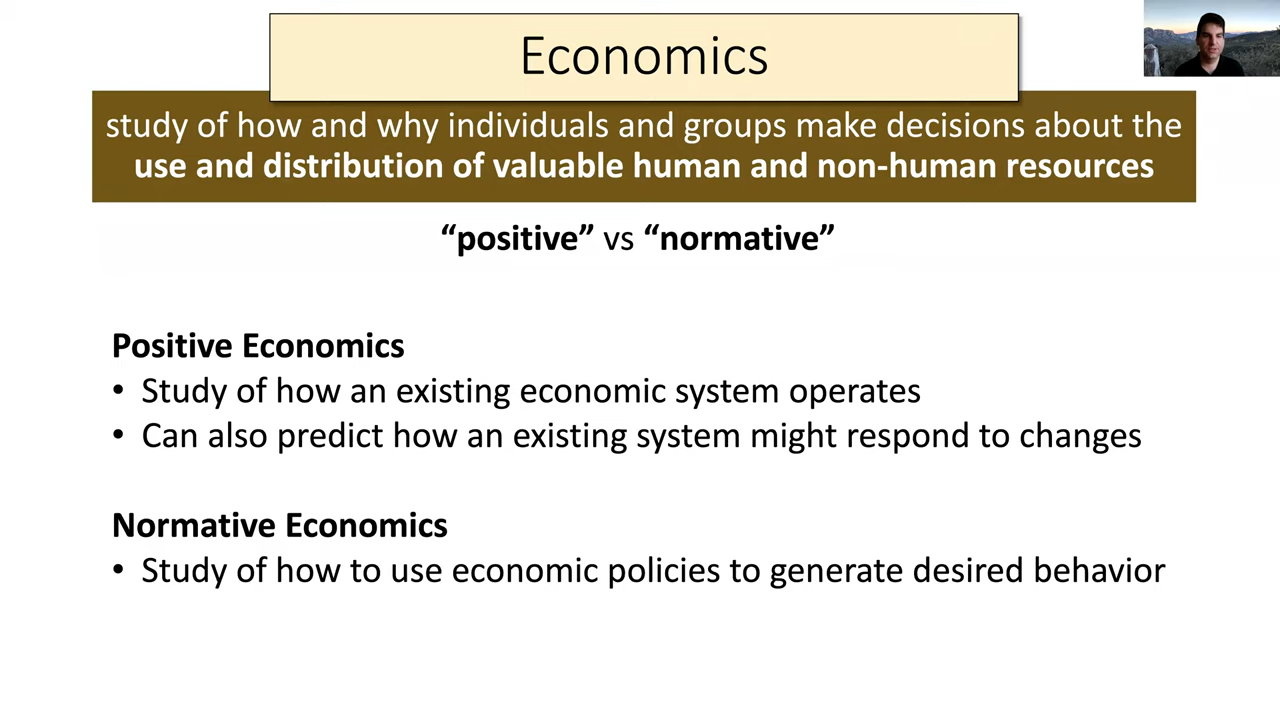 Economics
study of how and why individuals and groups make decisions about the
use and distribution of valuable human and non-human resources
“positive” vs “normative”
Positive Economics
• Study of how an existing economic system operates
• Can also predict how an existing system might respond to changes
Normative Economics
• Study of how to use economic policies to generate desired behavior